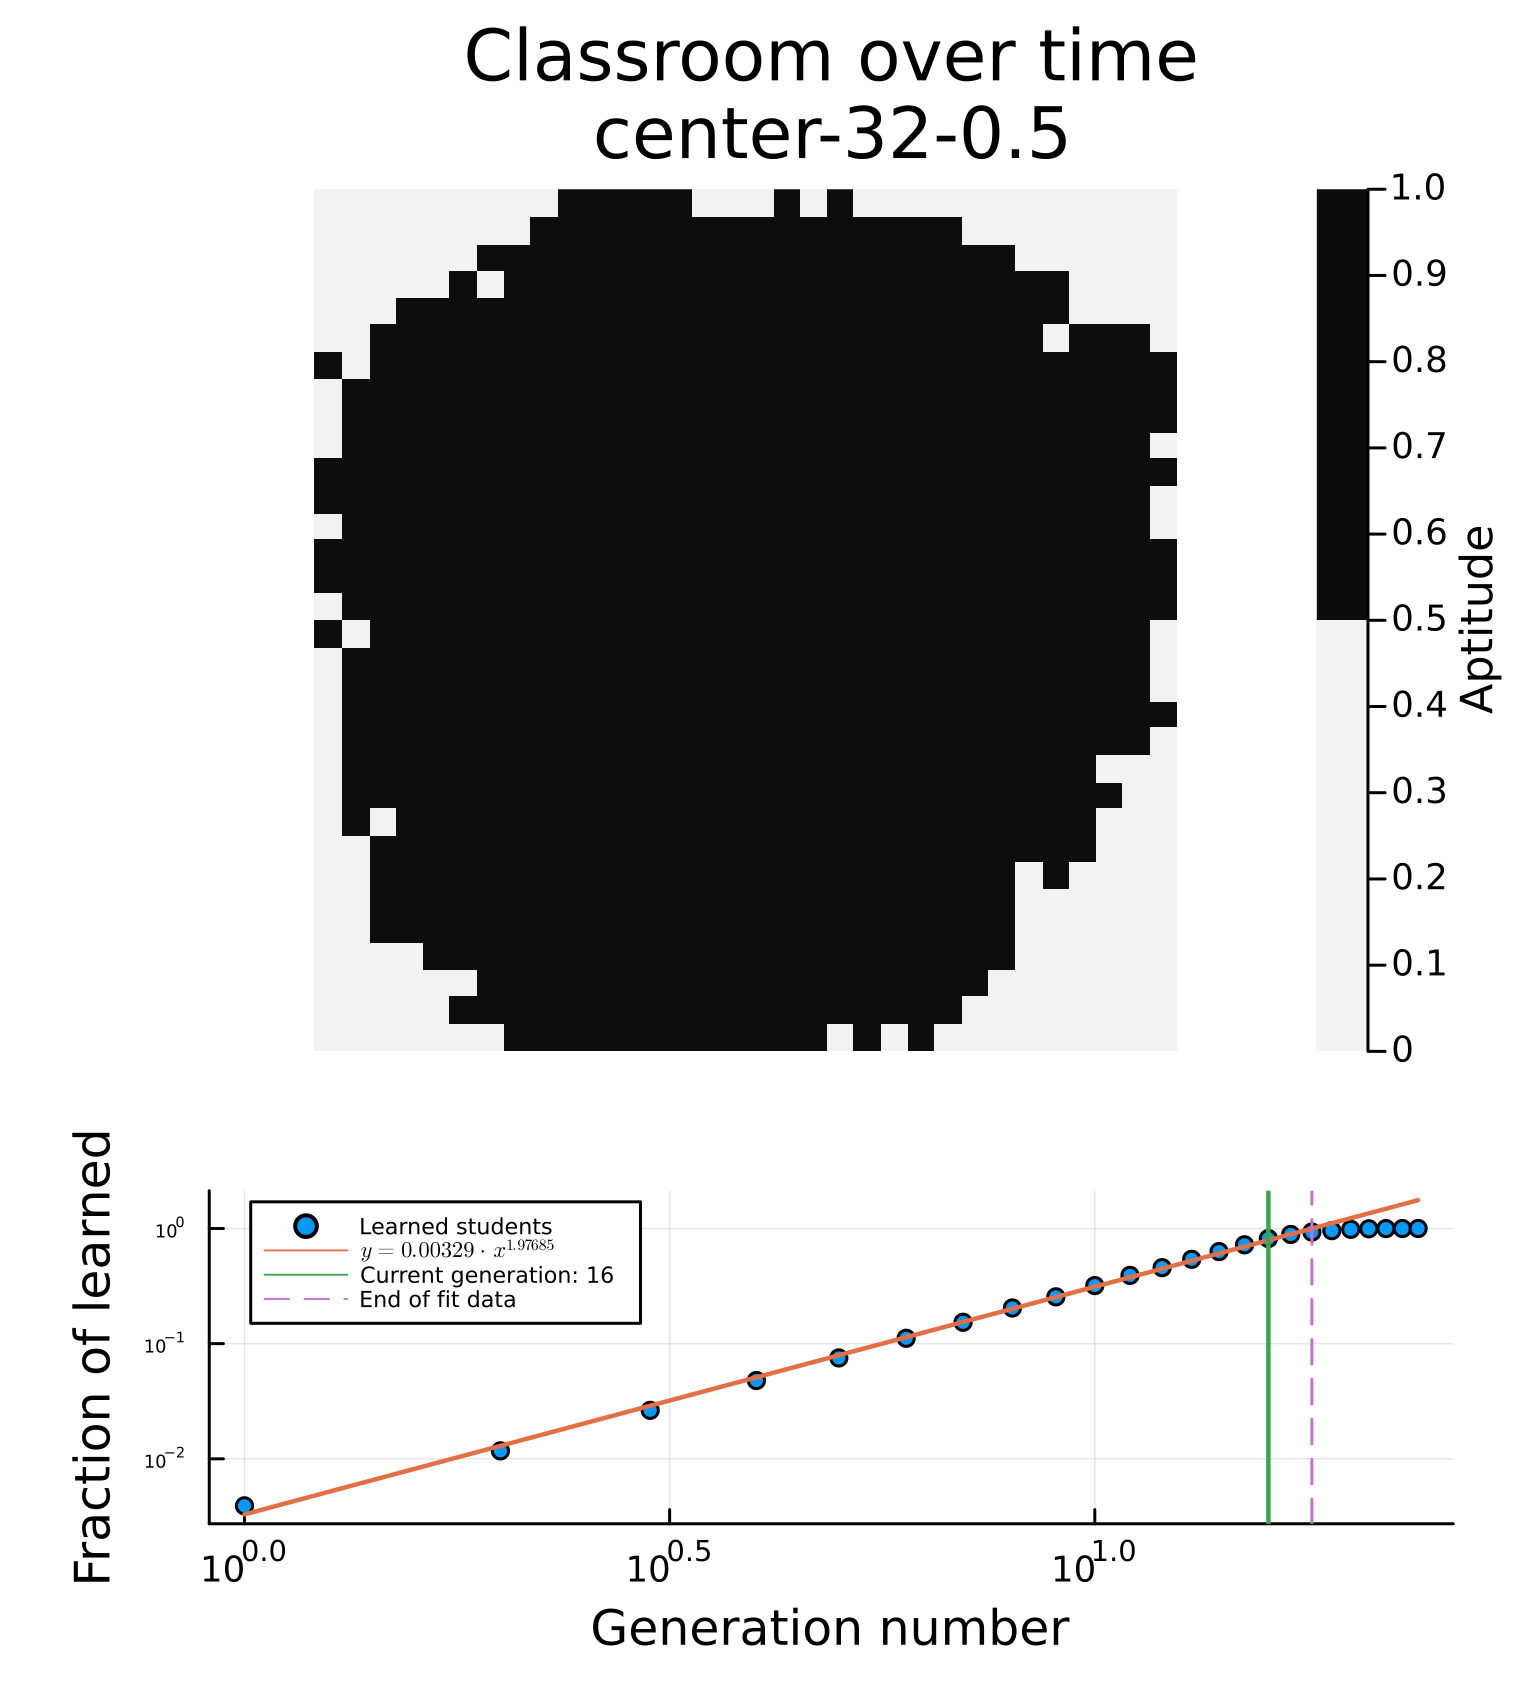 Classroom over time
center-32-0.5
1.0
0.9
0.8
0.7
0.6
0.5
0.4
0.3
0.2
0.1
0
Aptitude
Fraction of learned
10⁰
10⁻¹
10⁻²
Learned students
y = 0.00329 · x^1.97685
Current generation: 16
End of fit data
10^0.0
10^0.5
10^1.0
Generation number